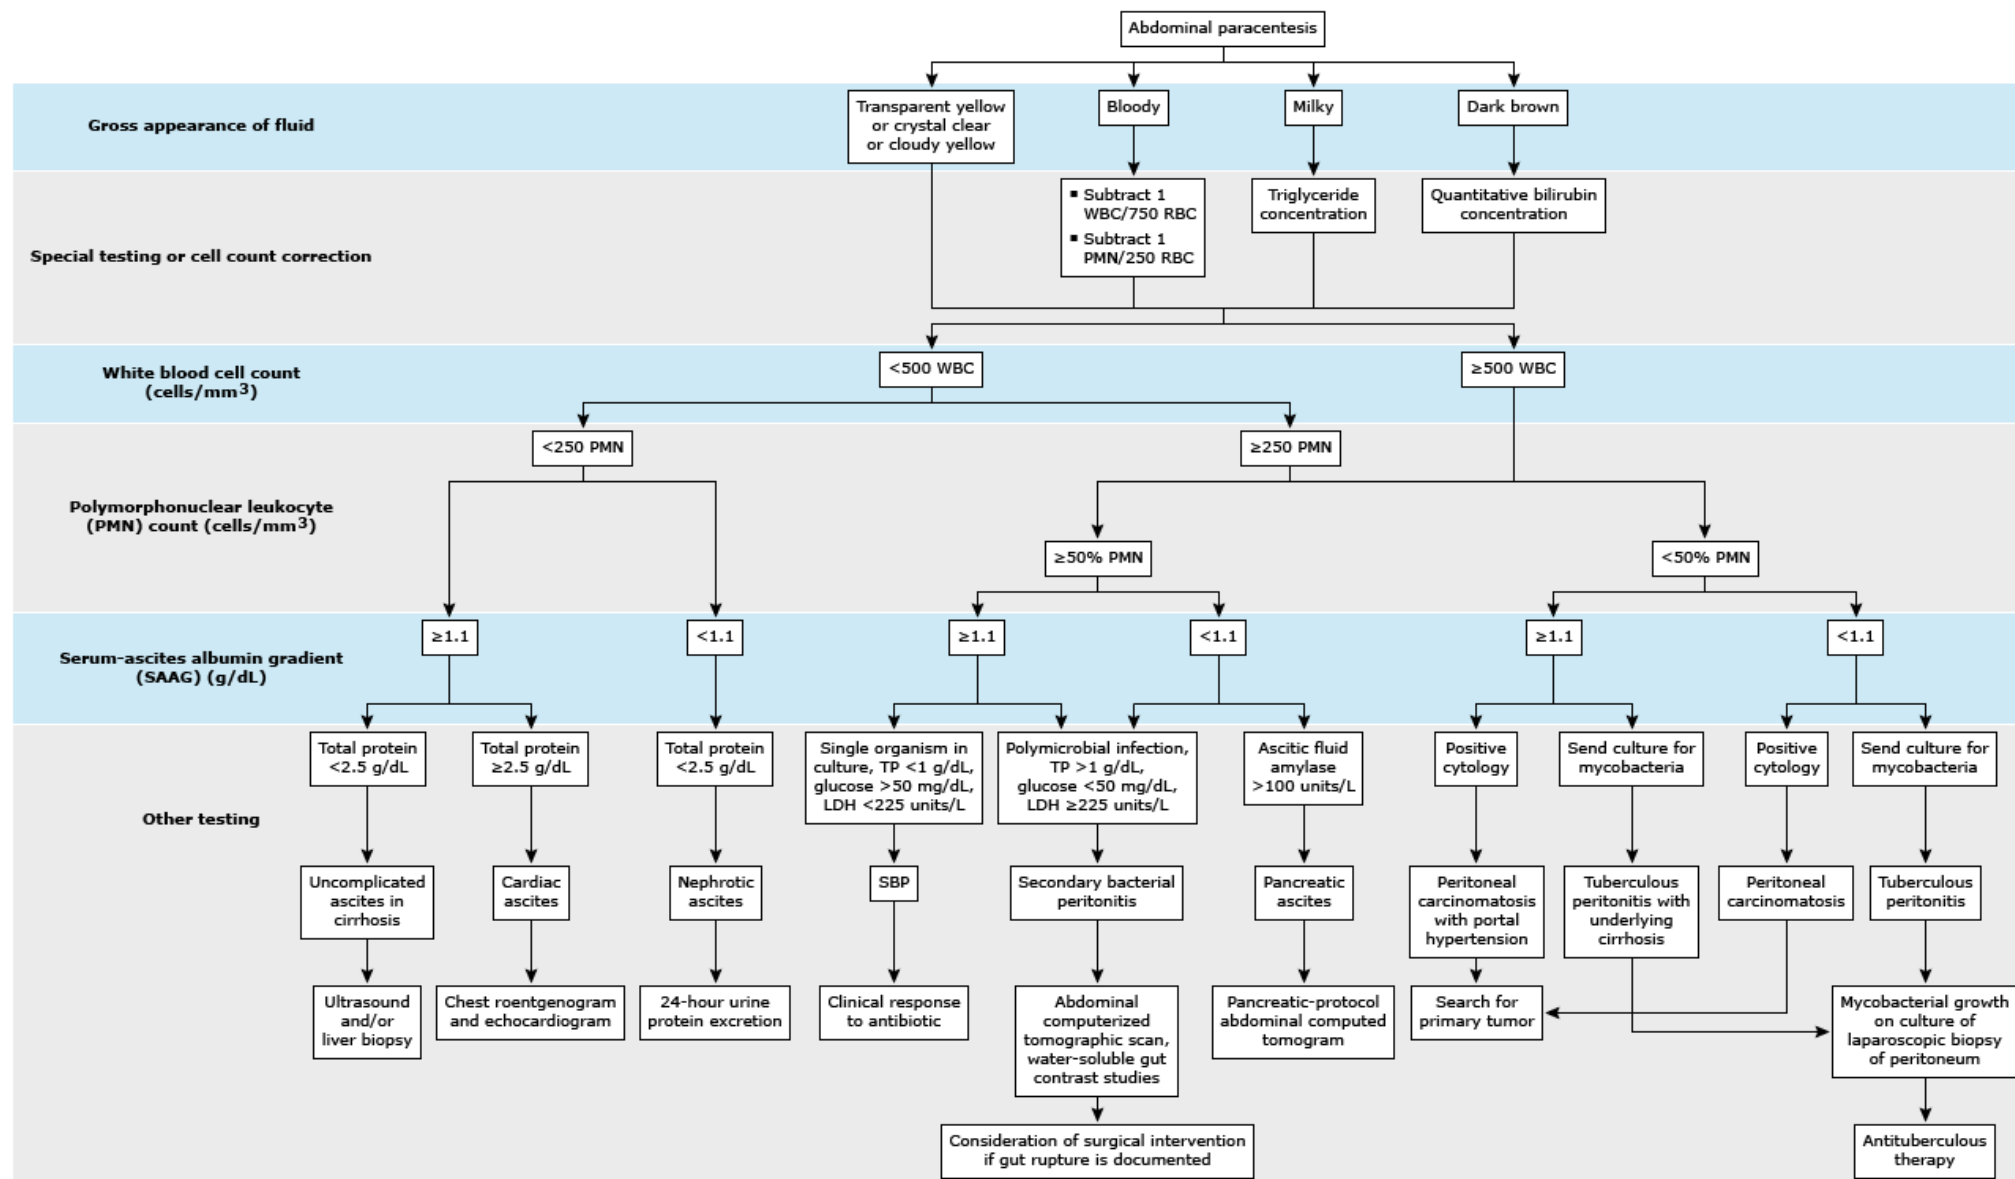 Abdominal paracentesis
Gross appearance of fluid
Transparent yellow
or crystal clear
or cloudy yellow
Bloody
Milky
Dark brown
Special testing or cell count correction
▪ Subtract 1
WBC/750 RBC
▪ Subtract 1
PMN/250 RBC
Triglyceride
concentration
Quantitative bilirubin
concentration
White blood cell count
(cells/mm³)
<500 WBC
≥500 WBC
Polymorphonuclear leukocyte
(PMN) count (cells/mm³)
<250 PMN
≥250 PMN
≥50% PMN
<50% PMN
Serum-ascites albumin gradient
(SAAG) (g/dL)
≥1.1
<1.1
≥1.1
<1.1
≥1.1
<1.1
Other testing
Total protein
<2.5 g/dL
Total protein
≥2.5 g/dL
Total protein
<2.5 g/dL
Single organism in
culture, TP <1 g/dL,
glucose >50 mg/dL,
LDH <225 units/L
Polymicrobial infection,
TP >1 g/dL,
glucose <50 mg/dL,
LDH ≥225 units/L
Ascitic fluid
amylase
>100 units/L
Positive
cytology
Send culture for
mycobacteria
Positive
cytology
Send culture for
mycobacteria
Uncomplicated
ascites in
cirrhosis
Cardiac
ascites
Nephrotic
ascites
SBP
Secondary bacterial
peritonitis
Pancreatic
ascites
Peritoneal
carcinomatosis
with portal
hypertension
Tuberculous
peritonitis with
underlying
cirrhosis
Peritoneal
carcinomatosis
Tuberculous
peritonitis
Ultrasound
and/or
liver biopsy
Chest roentgenogram
and echocardiogram
24-hour urine
protein excretion
Clinical response
to antibiotic
Abdominal
computerized
tomographic scan,
water-soluble gut
contrast studies
Pancreatic-protocol
abdominal computed
tomogram
Search for
primary tumor
Mycobacterial growth
on culture of
laparoscopic biopsy
of peritoneum
Consideration of surgical intervention
if gut rupture is documented
Antituberculous
therapy